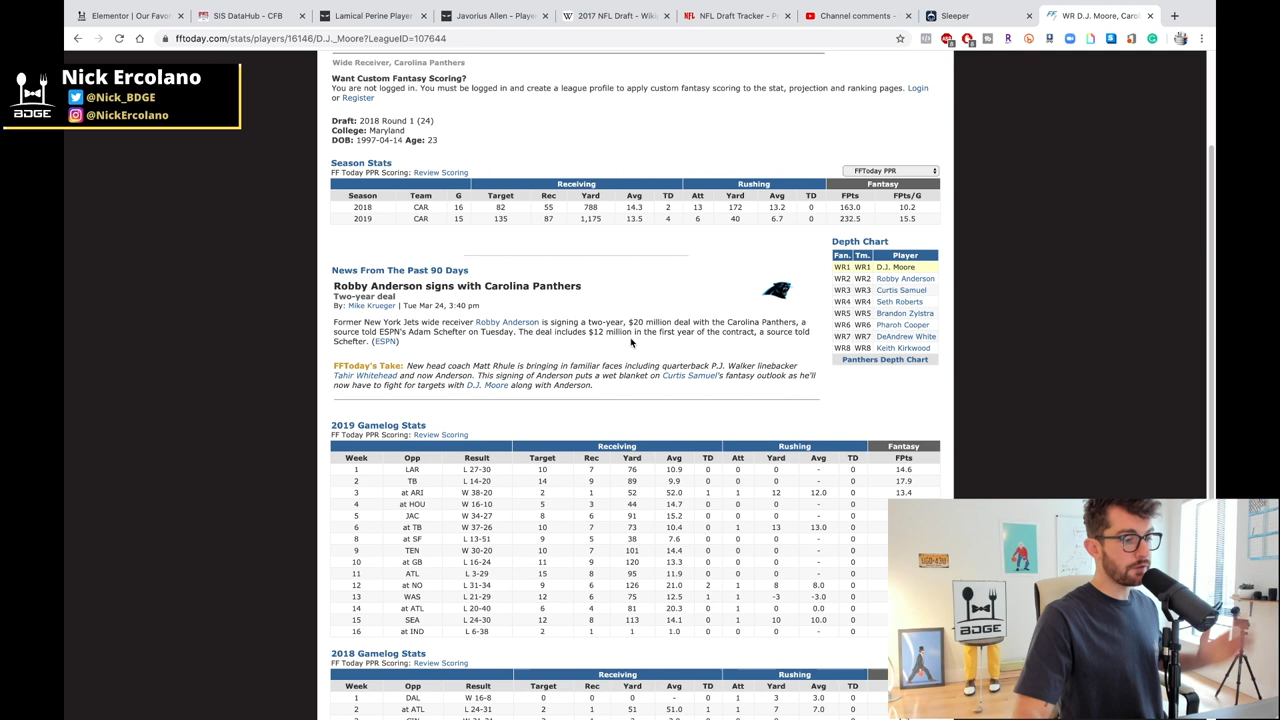 Elementor | Our Favor
SIS DataHub - CFB
Lamical Perine Player
Javorius Allen - Playe
2017 NFL Draft - Wiki
NFL Draft Tracker - P
Channel comments -
Sleeper
WR D.J. Moore, Carol
fftoday.com/stats/players/16146/D.J._Moore?LeagueID=107644
Nick Ercolano
@Nick_BDGE
@NickErcolano
BDGE
Wide Receiver, Carolina Panthers
Want Custom Fantasy Scoring?
You are not logged in. You must be logged in and create a league profile to apply custom fantasy scoring to the stat, projection and ranking pages. Login
or Register
Draft: 2018 Round 1 (24)
College: Maryland
DOB: 1997-04-14 Age: 23
Season Stats
FF Today PPR Scoring: Review Scoring
FFToday PPR
Receiving Rushing Fantasy
Season Team G Target Rec Yard Avg TD Att Yard Avg TD FPts FPts/G
2018 CAR 16 82 55 788 14.3 2 13 172 13.2 0 163.0 10.2
2019 CAR 15 135 87 1,175 13.5 4 6 40 6.7 0 232.5 15.5
Depth Chart
Fan. Tm. Player
WR1 WR1 D.J. Moore
WR2 WR2 Robby Anderson
WR3 WR3 Curtis Samuel
WR4 WR4 Seth Roberts
WR5 WR5 Brandon Zylstra
WR6 WR6 Pharoh Cooper
WR7 WR7 DeAndrew White
WR8 WR8 Keith Kirkwood
Panthers Depth Chart
News From The Past 90 Days
Robby Anderson signs with Carolina Panthers
Two-year deal
By: Mike Krueger | Tue Mar 24, 3:40 pm
Former New York Jets wide receiver Robby Anderson is signing a two-year, $20 million deal with the Carolina Panthers, a
source told ESPN's Adam Schefter on Tuesday. The deal includes $12 million in the first year of the contract, a source told
Schefter. (ESPN)
FFToday's Take: New head coach Matt Rhule is bringing in familiar faces including quarterback P.J. Walker linebacker
Tahir Whitehead and now Anderson. This signing of Anderson puts a wet blanket on Curtis Samuel's fantasy outlook as he'll
now have to fight for targets with D.J. Moore along with Anderson.
2019 Gamelog Stats
FF Today PPR Scoring: Review Scoring
Receiving Rushing Fantasy
Week Opp Result Target Rec Yard Avg TD Att Yard Avg TD FPts
1 LAR L 27-30 10 7 76 10.9 0 0 0 - 0 14.6
2 TB L 14-20 14 9 89 9.9 0 0 0 - 0 17.9
3 at ARI W 38-20 2 1 52 52.0 1 1 12 12.0 0 13.4
4 at HOU W 16-10 5 3 44 14.7 0 0 0 - 0
5 JAC W 34-27 8 6 91 15.2 0 0 0 - 0
6 at TB W 37-26 10 7 73 10.4 0 1 13 13.0 0
8 at SF L 13-51 9 5 38 7.6 0 0 0 - 0
9 TEN W 30-20 10 7 101 14.4 0 0 0 - 0
10 at GB L 16-24 11 9 120 13.3 0 0 0 - 0
11 ATL L 3-29 15 8 95 11.9 0 0 0 - 0
12 at NO L 31-34 9 6 126 21.0 2 1 8 8.0 0
13 WAS L 21-29 12 6 75 12.5 1 1 -3 -3.0 0
14 at ATL L 20-40 6 4 81 20.3 0 1 0 0.0 0
15 SEA L 24-30 12 8 113 14.1 0 1 10 10.0 0
16 at IND L 6-38 2 1 1 1.0 0 0 0 - 0
2018 Gamelog Stats
FF Today PPR Scoring: Review Scoring
Receiving Rushing
Week Opp Result Target Rec Yard Avg TD Att Yard Avg TD
1 DAL W 16-8 0 0 0 - 0 1 3 3.0 0
2 at ATL L 24-31 2 1 51 51.0 1 1 7 7.0 0
BDGE